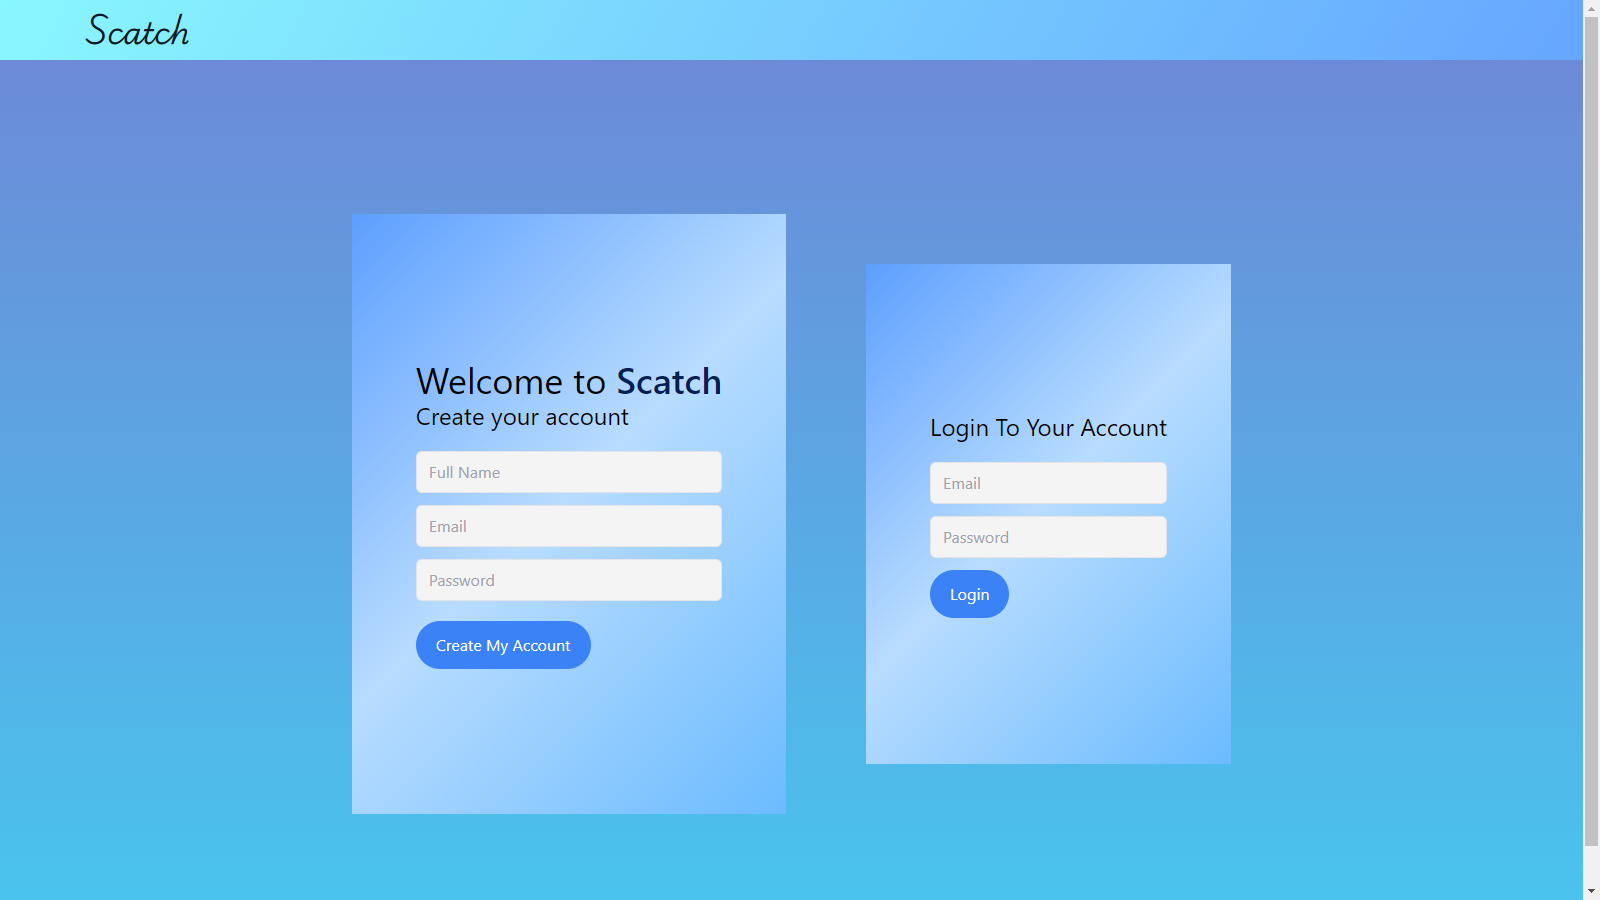 Scatch
Welcome to Scatch
Create your account
Full Name
Email
Password
Create My Account
Login To Your Account
Email
Password
Login